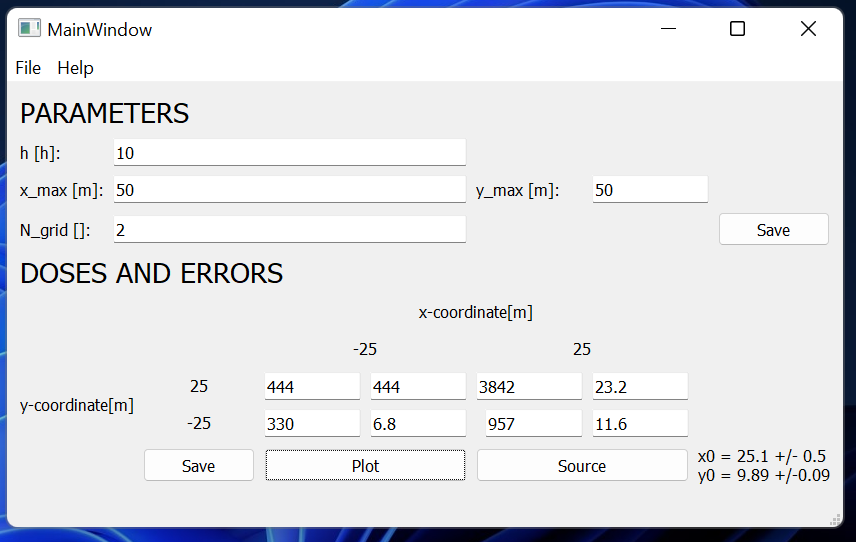 MainWindow
File Help
PARAMETERS
h [h]: 10
x_max [m]: 50 y_max [m]: 50
N_grid []: 2 Save
DOSES AND ERRORS
x-coordinate[m]
-25 25
25 444 444 3842 23.2
y-coordinate[m]
-25 330 6.8 957 11.6
Save Plot Source
x0 = 25.1 +/- 0.5
y0 = 9.89 +/-0.09